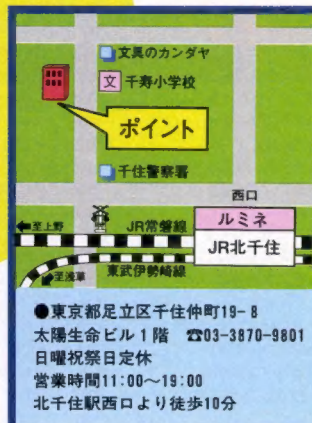 文具のカンダヤ
文 千寿小学校
ポイント
千住警察署
西口
ルミネ
←至上野 JR常磐線
JR北千住
至浅草 東武伊勢崎線
●東京都足立区千住仲町19-8
太陽生命ビル1階 ☎03-3870-9801
日曜祝祭日定休
営業時間11:00〜19:00
北千住駅西口より徒歩10分